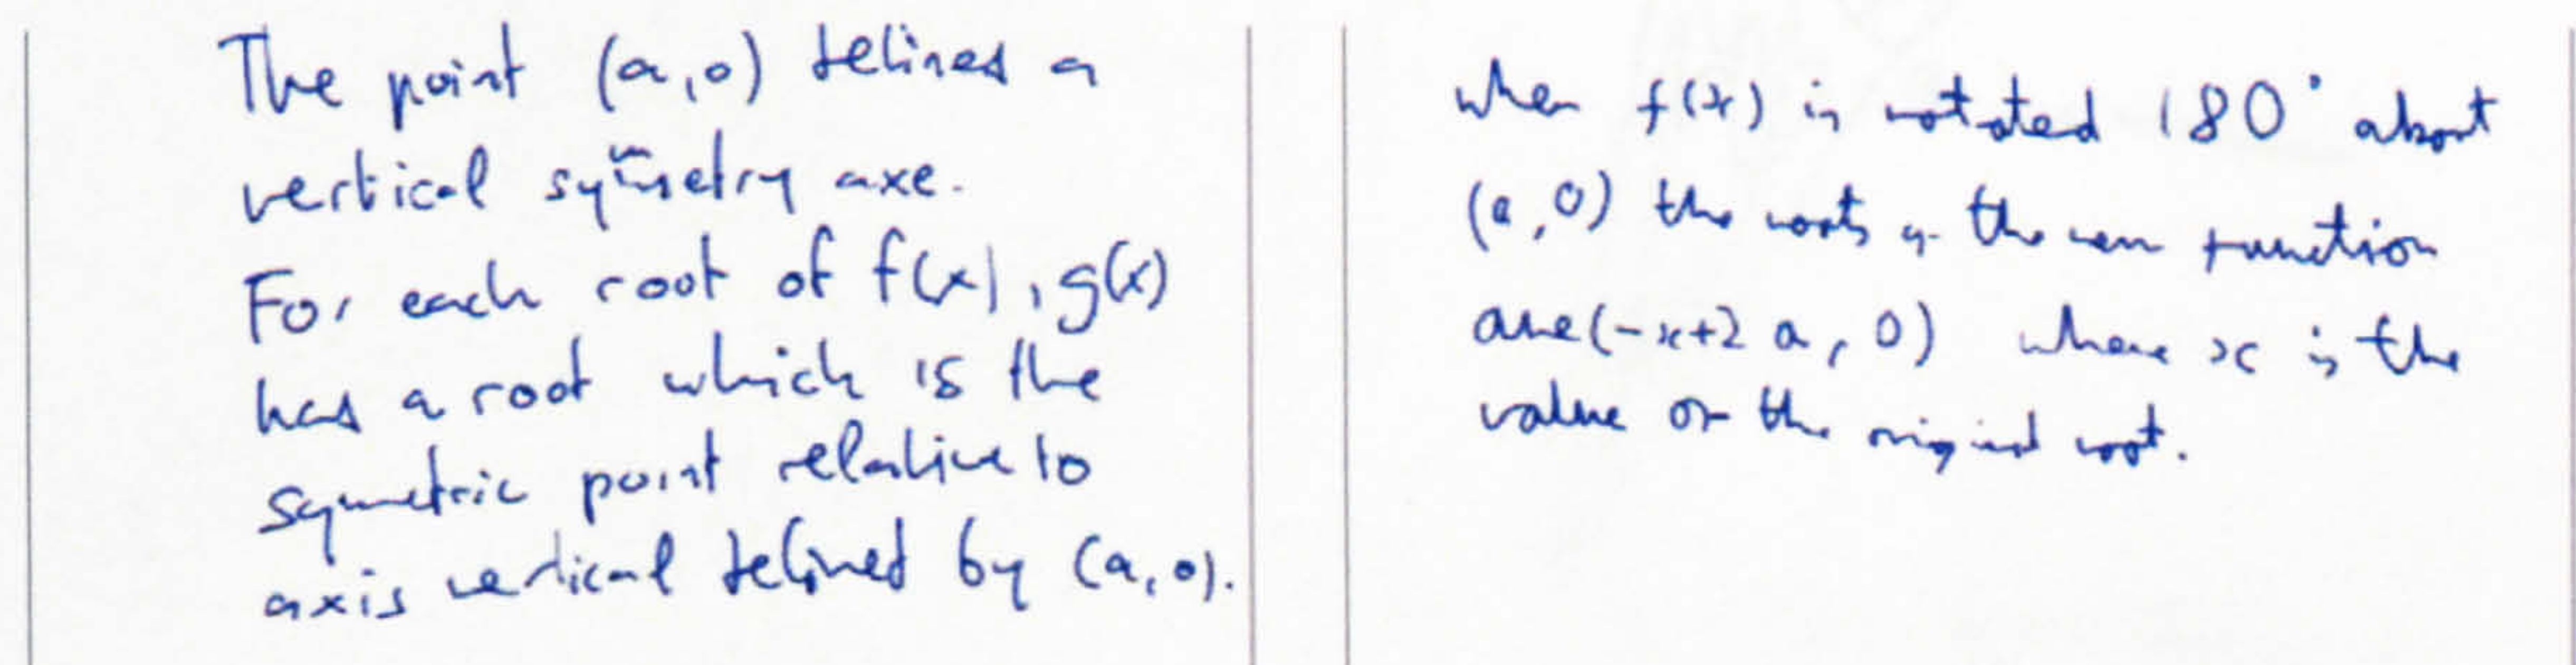 The point (a,0) defines a
vertical symmetry axe.
For each root of f(x), g(x)
has a root which is the
symetric point relative to
axis vertical defined by (a,0).
when f(x) is rotated 180° about
(a,0) the roots of the new function
are (-x+2a, 0) where x is the
value of the original root.